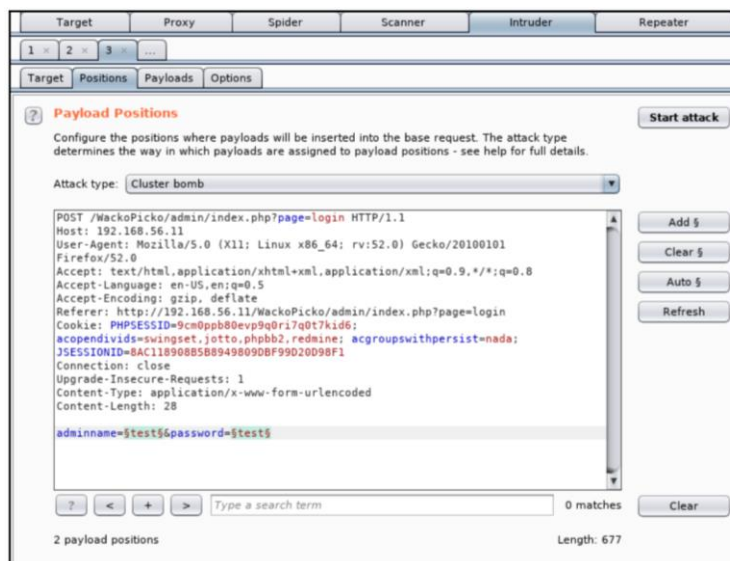 Target Proxy Spider Scanner Intruder Repeater
1 × 2 × 3 × ...
Target Positions Payloads Options
? Payload Positions
Start attack
Configure the positions where payloads will be inserted into the base request. The attack type
determines the way in which payloads are assigned to payload positions - see help for full details.
Attack type: Cluster bomb
POST /WackoPicko/admin/index.php?page=login HTTP/1.1
Host: 192.168.56.11
User-Agent: Mozilla/5.0 (X11; Linux x86_64; rv:52.0) Gecko/20100101
Firefox/52.0
Accept: text/html,application/xhtml+xml,application/xml;q=0.9,*/*;q=0.8
Accept-Language: en-US,en;q=0.5
Accept-Encoding: gzip, deflate
Referer: http://192.168.56.11/WackoPicko/admin/index.php?page=login
Cookie: PHPSESSID=9cm0ppb80evp9q0ri7q0t7kid6;
acopendivids=swingset,jotto,phpbb2,redmine; acgroupswithpersist=nada;
JSESSIONID=8AC118908B5B8949809DBF99D20D98F1
Connection: close
Upgrade-Insecure-Requests: 1
Content-Type: application/x-www-form-urlencoded
Content-Length: 28
adminname=§test§&password=§test§
Add §
Clear §
Auto §
Refresh
? < + > Type a search term 0 matches Clear
2 payload positions Length: 677